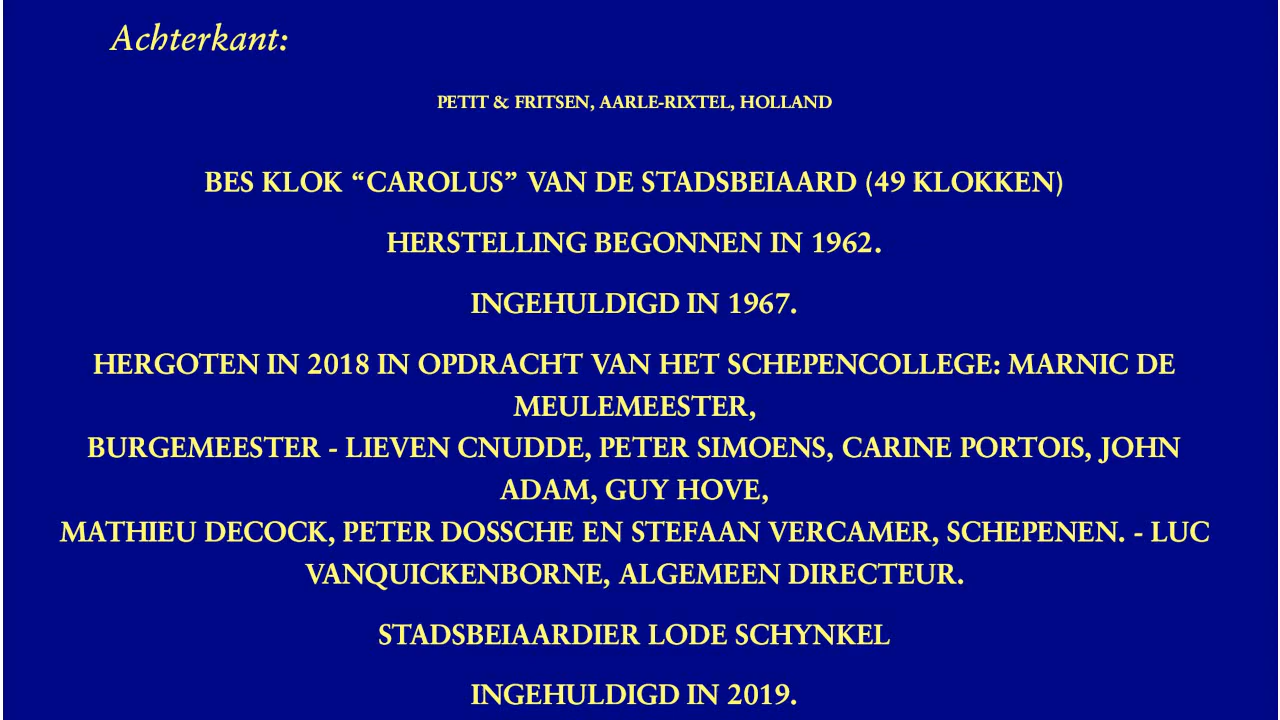 Achterkant:
PETIT & FRITSEN, AARLE-RIXTEL, HOLLAND
BES KLOK “CAROLUS” VAN DE STADSBEIAARD (49 KLOKKEN)
HERSTELLING BEGONNEN IN 1962.
INGEHULDIGD IN 1967.
HERGOTEN IN 2018 IN OPDRACHT VAN HET SCHEPENCOLLEGE: MARNIC DE
MEULEMEESTER,
BURGEMEESTER - LIEVEN CNUDDE, PETER SIMOENS, CARINE PORTOIS, JOHN
ADAM, GUY HOVE,
MATHIEU DECOCK, PETER DOSSCHE EN STEFAAN VERCAMER, SCHEPENEN. - LUC
VANQUICKENBORNE, ALGEMEEN DIRECTEUR.
STADSBEIAARDIER LODE SCHYNKEL
INGEHULDIGD IN 2019.